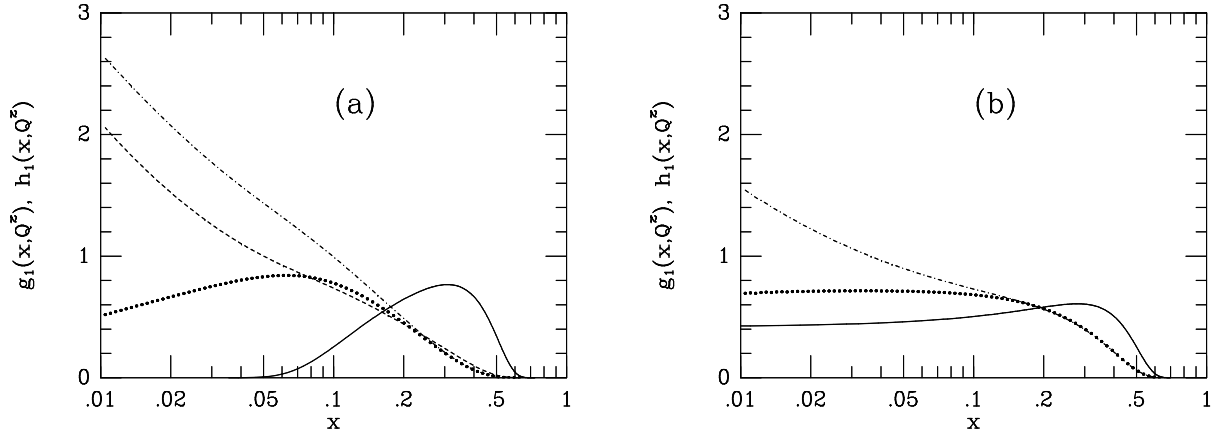 3
2
1
0
g₁(x,Q²), h₁(x,Q²)
(a)
.01 .02 .05 .1 .2 .5 1
x
3
2
1
0
g₁(x,Q²), h₁(x,Q²)
(b)
.01 .02 .05 .1 .2 .5 1
x